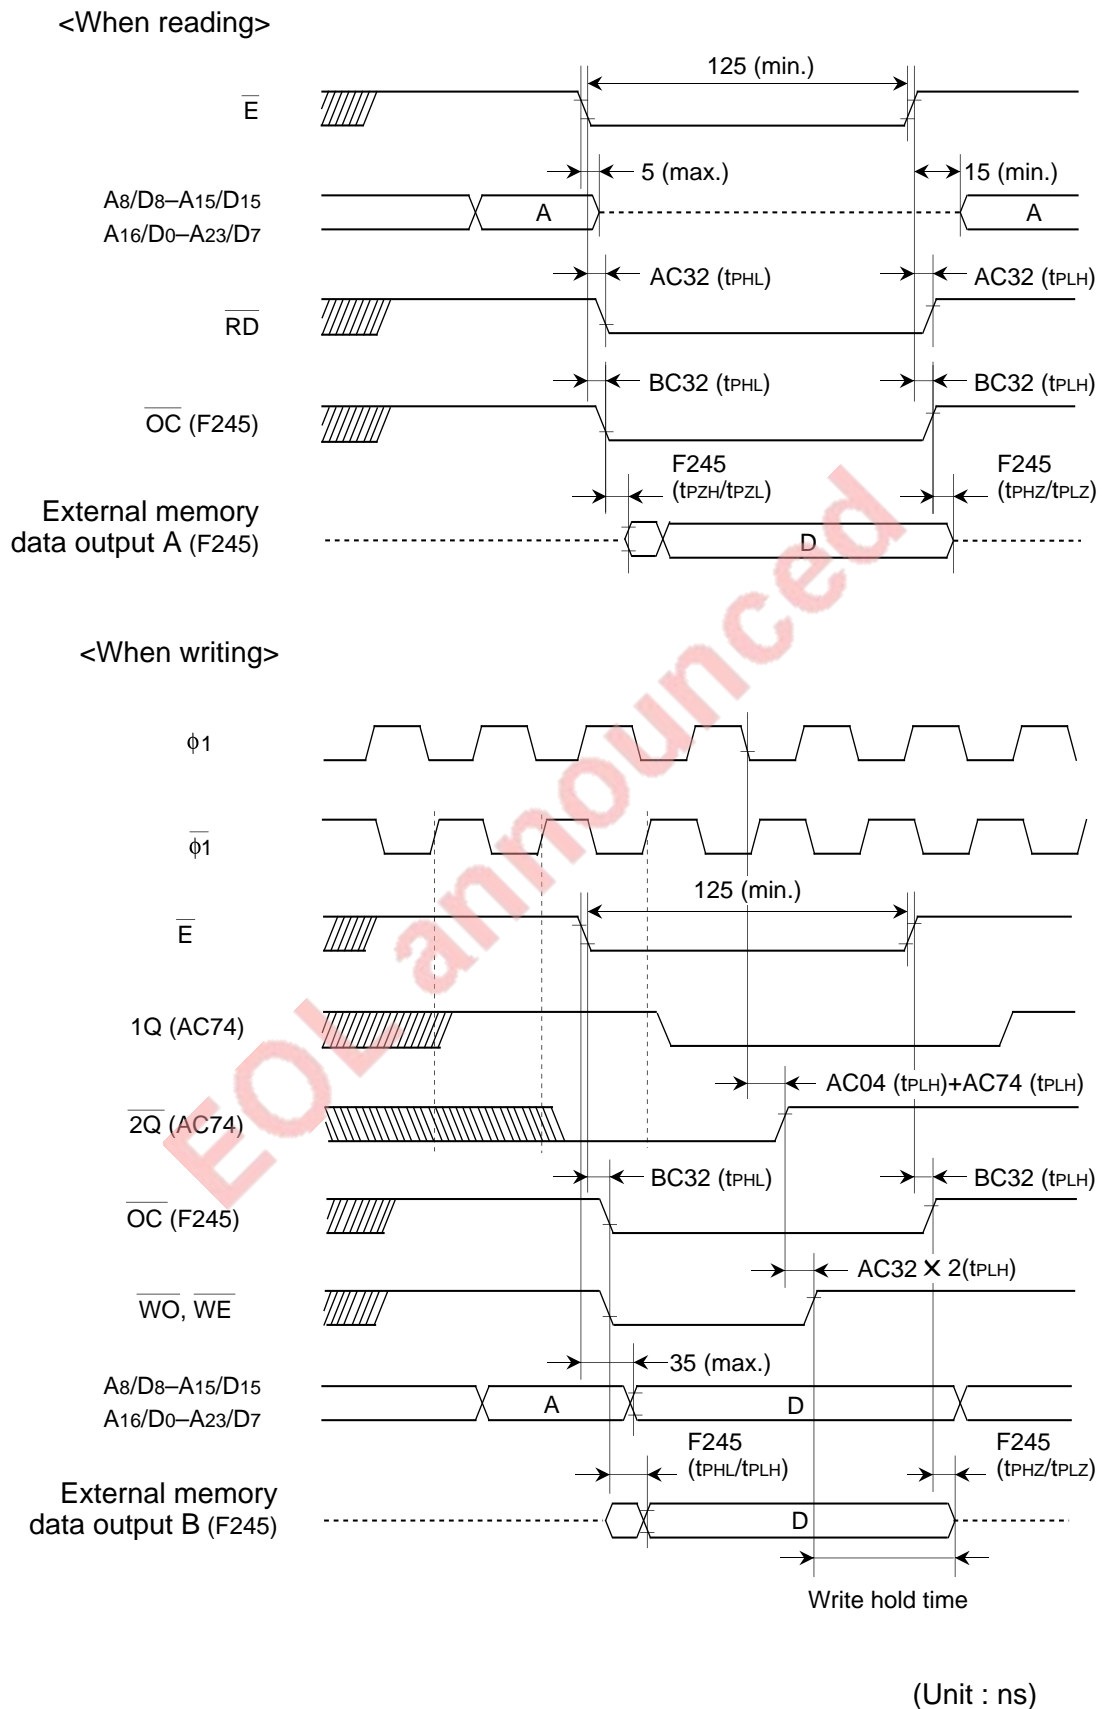 <When reading>
125 (min.)
E
5 (max.)
15 (min.)
A8/D8–A15/D15
A16/D0–A23/D7
A
A
AC32 (tPHL)
AC32 (tPLH)
RD
BC32 (tPHL)
BC32 (tPLH)
OC (F245)
F245
(tPZH/tPZL)
F245
(tPHZ/tPLZ)
External memory
data output A (F245)
D
<When writing>
ϕ1
ϕ1
125 (min.)
E
1Q (AC74)
AC04 (tPLH)+AC74 (tPLH)
2Q (AC74)
BC32 (tPHL)
BC32 (tPLH)
OC (F245)
AC32 × 2(tPLH)
WO, WE
35 (max.)
A8/D8–A15/D15
A16/D0–A23/D7
A
D
F245
(tPHL/tPLH)
F245
(tPHZ/tPLZ)
External memory
data output B (F245)
D
Write hold time
(Unit : ns)
EOL announced